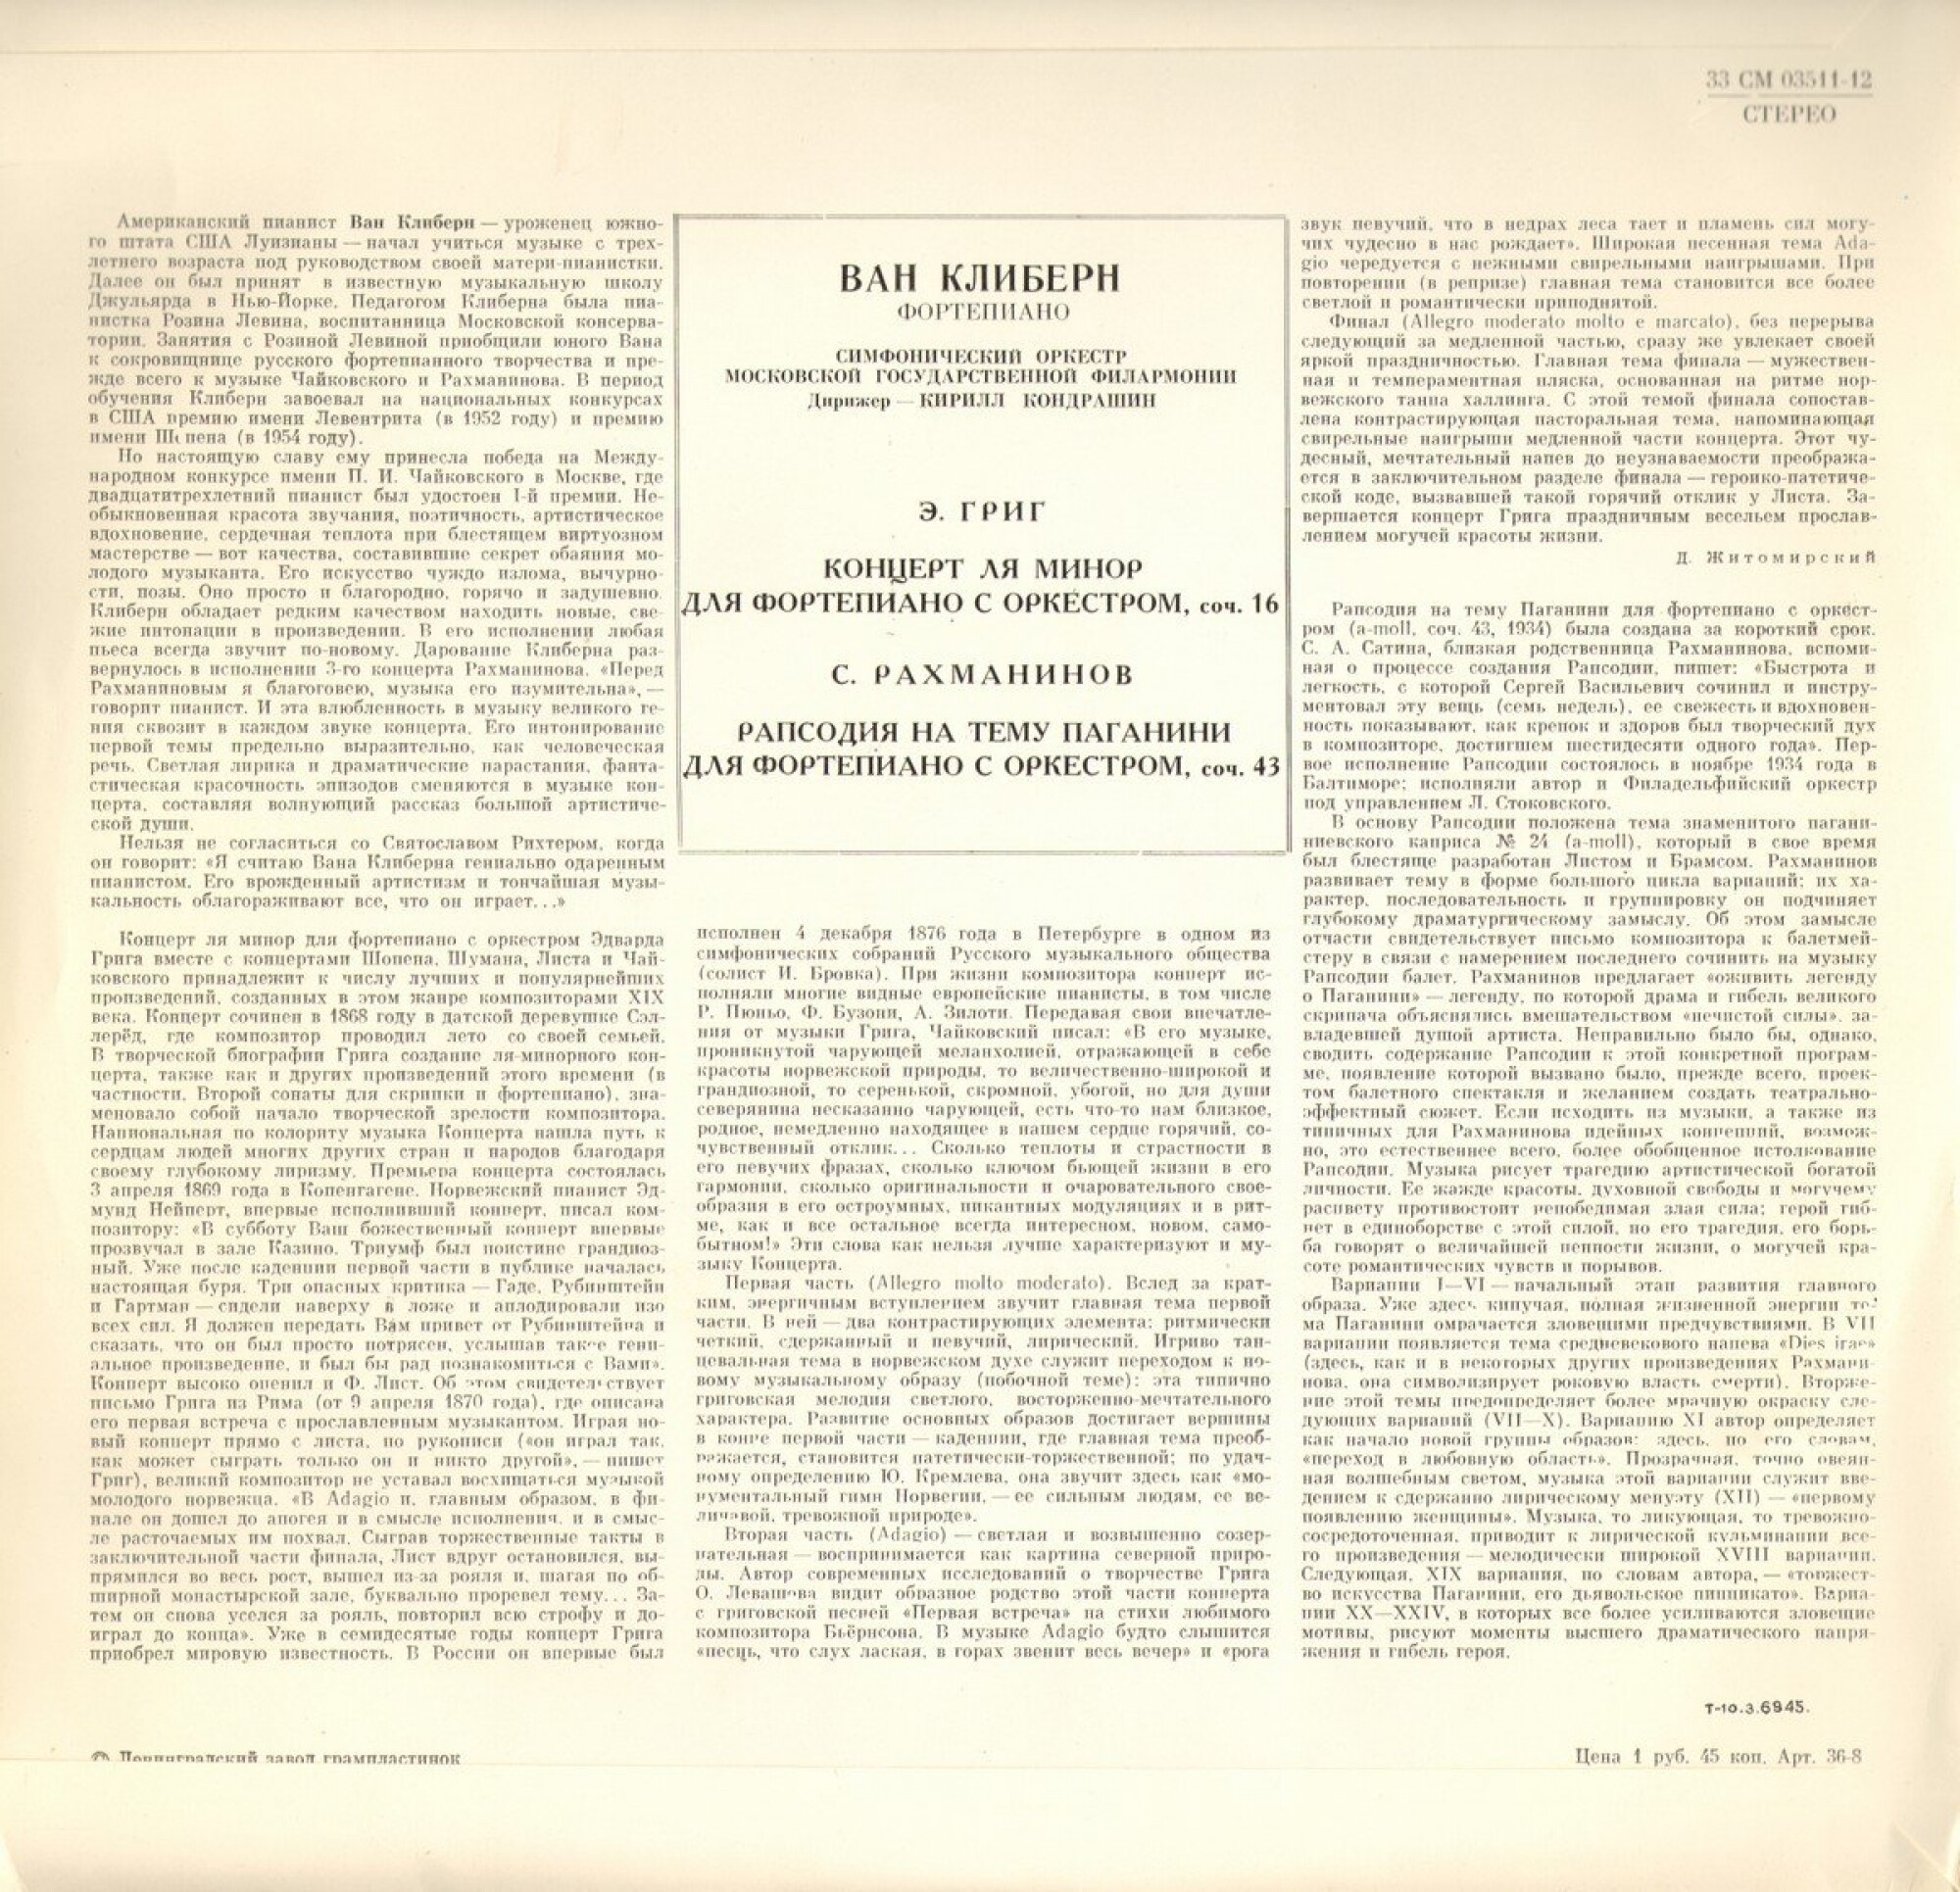 33 СМ 03511-12
СТЕРЕО
Американский пианист Ван Клиберн — уроженец южно-
го штата США Луизианы — начал учиться музыке с трех-
летнего возраста под руководством своей матери-пианистки.
Далее он был принят в известную музыкальную школу
Джульярда в Нью-Йорке. Педагогом Клиберна была пиа-
нистка Розина Левина, воспитанница Московской консерва-
тории. Занятия с Розиной Левиной приобщили юного Вана
к сокровищнице русского фортепианного творчества и пре-
жде всего к музыке Чайковского и Рахманинова. В период
обучения Клиберн завоевал на национальных конкурсах
в США премию имени Левентрита (в 1952 году) и премию
имени Шопена (в 1954 году).
Но настоящую славу ему принесла победа на Между-
народном конкурсе имени П. И. Чайковского в Москве, где
двадцатитрехлетний пианист был удостоен I-й премии. Не-
обыкновенная красота звучания, поэтичность, артистическое
вдохновение, сердечная теплота при блестящем виртуозном
мастерстве — вот качества, составившие секрет обаяния мо-
лодого музыканта. Его искусство чуждо излома, вычурно-
сти, позы. Оно просто и благородно, горячо и задушевно.
Клиберн обладает редким качеством находить новые, све-
жие интонации в произведении. В его исполнении любая
пьеса всегда звучит по-новому. Дарование Клиберна раз-
вернулось в исполнении 3-го концерта Рахманинова. «Перед
Рахманиновым я благоговею, музыка его изумительна», —
говорит пианист. И эта влюбленность в музыку великого ге-
ния сквозит в каждом звуке концерта. Его интонирование
первой темы предельно выразительно, как человеческая
речь. Светлая лирика и драматические нарастания, фанта-
стическая красочность эпизодов сменяются в музыке кон-
церта, составляя волнующий рассказ большой артистиче-
ской души.
Нельзя не согласиться со Святославом Рихтером, когда
он говорит: «Я считаю Вана Клиберна гениально одаренным
пианистом. Его врожденный артистизм и тончайшая музы-
кальность облагораживают все, что он играет...»
Концерт ля минор для фортепиано с оркестром Эдварда
Грига вместе с концертами Шопена, Шумана, Листа и Чай-
ковского принадлежит к числу лучших и популярнейших
произведений, созданных в этом жанре композиторами XIX
века. Концерт сочинен в 1868 году в датской деревушке Сэл-
лерёд, где композитор проводил лето со своей семьей.
В творческой биографии Грига создание ля-минорного кон-
церта, также как и других произведений этого времени (в
частности, Второй сонаты для скрипки и фортепиано), зна-
меновало собой начало творческой зрелости композитора.
Национальная по колориту музыка Концерта нашла путь к
сердцам людей многих других стран и народов благодаря
своему глубокому лиризму. Премьера концерта состоялась
3 апреля 1869 года в Копенгагене. Норвежский пианист Эд-
мунд Нейперт, впервые исполнивший концерт, писал ком-
позитору: «В субботу Ваш божественный концерт впервые
прозвучал в зале Казино. Триумф был поистине грандиоз-
ный. Уже после каденции первой части в публике началась
настоящая буря. Три опасных критика — Гаде, Рубинштейн
и Гартман — сидели наверху в ложе и аплодировали изо
всех сил. Я должен передать Вам привет от Рубинштейна и
сказать, что он был просто потрясен, услышав такое гени-
альное произведение, и был бы рад познакомиться с Вами».
Концерт высоко оценил и Ф. Лист. Об этом свидетельствует
письмо Грига из Рима (от 9 апреля 1870 года), где описана
его первая встреча с прославленным музыкантом. Играя но-
вый концерт прямо с листа, по рукописи («он играл так,
как может сыграть только он и никто другой», — пишет
Григ), великий композитор не уставал восхищаться музыкой
молодого норвежца. «В Adagio и, главным образом, в фи-
нале он дошел до апогея и в смысле исполнения, и в смыс-
ле расточаемых им похвал. Сыграв торжественные такты в
заключительной части финала, Лист вдруг остановился, вы-
прямился во весь рост, вышел из-за рояля и, шагая по об-
ширной монастырской зале, буквально проревел тему... За-
тем он снова уселся за рояль, повторил всю строфу и до-
играл до конца». Уже в семидесятые годы концерт Грига
приобрел мировую известность. В России он впервые был
ВАН КЛИБЕРН
ФОРТЕПИАНО
СИМФОНИЧЕСКИЙ ОРКЕСТР
МОСКОВСКОЙ ГОСУДАРСТВЕННОЙ ФИЛАРМОНИИ
Дирижер — КИРИЛЛ КОНДРАШИН
Э. ГРИГ
КОНЦЕРТ ЛЯ МИНОР
ДЛЯ ФОРТЕПИАНО С ОРКЕСТРОМ, соч. 16
С. РАХМАНИНОВ
РАПСОДИЯ НА ТЕМУ ПАГАНИНИ
ДЛЯ ФОРТЕПИАНО С ОРКЕСТРОМ, соч. 43
исполнен 4 декабря 1876 года в Петербурге в одном из
симфонических собраний Русского музыкального общества
(солист И. Бровка). При жизни композитора концерт ис-
полняли многие видные европейские пианисты, в том числе
Р. Пюньо, Ф. Бузони, А. Зилоти. Передавая свои впечатле-
ния от музыки Грига, Чайковский писал: «В его музыке,
проникнутой чарующей меланхолией, отражающей в себе
красоты норвежской природы, то величественно-широкой и
грандиозной, то серенькой, скромной, убогой, но для души
северянина несказанно чарующей, есть что-то нам близкое,
родное, немедленно находящее в нашем сердце горячий, со-
чувственный отклик... Сколько теплоты и страстности в
его певучих фразах, сколько ключом бьющей жизни в его
гармонии, сколько оригинальности и очаровательного свое-
образия в его остроумных, пикантных модуляциях и в рит-
ме, как и все остальное всегда интересном, новом, само-
бытном!» Эти слова как нельзя лучше характеризуют и му-
зыку Концерта.
Первая часть (Allegro molto moderato). Вслед за крат-
ким, энергичным вступлением звучит главная тема первой
части. В ней — два контрастирующих элемента: ритмически
четкий, сдержанный и певучий, лирический. Игриво тан-
цевальная тема в норвежском духе служит переходом к но-
вому музыкальному образу (побочной теме): эта типично
григовская мелодия светлого, восторженно-мечтательного
характера. Развитие основных образов достигает вершины
в конце первой части — каденции, где главная тема преоб-
ражается, становится патетически-торжественной; по удач-
ному определению Ю. Кремлева, она звучит здесь как «мо-
нументальный гимн Норвегии, — ее сильным людям, ее ве-
личавой, тревожной природе».
Вторая часть (Adagio) — светлая и возвышенно созер-
цательная — воспринимается как картина северной приро-
ды. Автор современных исследований о творчестве Грига
О. Левашова видит образное родство этой части концерта
с григовской песней «Первая встреча» на стихи любимого
композитора Бьёрнсона. В музыке Adagio будто слышится
«песнь, что слух лаская, в горах звенит весь вечер» и «рога
звук певучий, что в недрах леса тает и пламень сил могу-
чих чудесно в нас рождает». Широкая песенная тема Ada-
gio чередуется с нежными свирельными наигрышами. При
повторении (в репризе) главная тема становится все более
светлой и романтически приподнятой.
Финал (Allegro moderato molto e marcato), без перерыва
следующий за медленной частью, сразу же увлекает своей
яркой праздничностью. Главная тема финала — мужествен-
ная и темпераментная пляска, основанная на ритме нор-
вежского танца халлинга. С этой темой финала сопостав-
лена контрастирующая пасторальная тема, напоминающая
свирельные наигрыши медленной части концерта. Этот чу-
десный, мечтательный напев до неузнаваемости преобража-
ется в заключительном разделе финала — героико-патетиче-
ской коде, вызвавшей такой горячий отклик у Листа. За-
вершается концерт Грига праздничным весельем прослав-
лением могучей красоты жизни.
Д. Житомирский
Рапсодия на тему Паганини для фортепиано с оркест-
ром (a-moll, соч. 43, 1934) была создана за короткий срок.
С. А. Сатина, близкая родственница Рахманинова, вспоми-
ная о процессе создания Рапсодии, пишет: «Быстрота и
легкость, с которой Сергей Васильевич сочинил и инстру-
ментовал эту вещь (семь недель), ее свежесть и вдохновен-
ность показывают, как крепок и здоров был творческий дух
в композиторе, достигшем шестидесяти одного года». Пер-
вое исполнение Рапсодии состоялось в ноябре 1934 года в
Балтиморе; исполняли автор и Филадельфийский оркестр
под управлением Л. Стоковского.
В основу Рапсодии положена тема знаменитого пагани-
ниевского каприса № 24 (a-moll), который в свое время
был блестяще разработан Листом и Брамсом. Рахманинов
развивает тему в форме большого цикла вариаций; их ха-
рактер, последовательность и группировку он подчиняет
глубокому драматургическому замыслу. Об этом замысле
отчасти свидетельствует письмо композитора к балетмей-
стеру в связи с намерением последнего сочинить на музыку
Рапсодии балет. Рахманинов предлагает «оживить легенду
о Паганини» — легенду, по которой драма и гибель великого
скрипача объяснялись вмешательством «нечистой силы», за-
владевшей душой артиста. Неправильно было бы, однако,
сводить содержание Рапсодии к этой конкретной програм-
ме, появление которой вызвано было, прежде всего, проек-
том балетного спектакля и желанием создать театрально-
эффектный сюжет. Если исходить из музыки, а также из
типичных для Рахманинова идейных концепций, возмож-
но, это естественнее всего, более обобщенное истолкование
Рапсодии. Музыка рисует трагедию артистической богатой
личности. Ее жажде красоты, духовной свободы и могучему
расцвету противостоит непобедимая злая сила; герой гиб-
нет в единоборстве с этой силой, но его трагедия, его борь-
ба говорят о величайшей ценности жизни, о могучей кра-
соте романтических чувств и порывов.
Вариации I—VI — начальный этап развития главного
образа. Уже здесь кипучая, полная жизненной энергии те-
ма Паганини омрачается зловещими предчувствиями. В VII
вариации появляется тема средневекового напева «Dies irae»
(здесь, как и в некоторых других произведениях Рахмани-
нова, она символизирует роковую власть смерти). Вторже-
ние этой темы предопределяет более мрачную окраску сле-
дующих вариаций (VII—X). Вариацию XI автор определяет
как начало новой группы образов: здесь, по его словам,
«переход в любовную область». Прозрачная, точно овеян-
ная волшебным светом, музыка этой вариации служит вве-
дением к сдержанно лирическому менуэту (XII) — «первому
появлению женщины». Музыка, то ликующая, то тревожно-
сосредоточенная, приводит к лирической кульминации все-
го произведения — мелодически широкой XVIII вариации.
Следующая, XIX вариация, по словам автора, — «торжест-
во искусства Паганини, его дьявольское пиццикато». Вариа-
ции XX—XXIV, в которых все более усиливаются зловещие
мотивы, рисуют моменты высшего драматического напря-
жения и гибель героя.
Т-10.3.6945.
© Ленинградский завод грампластинок
Цена 1 руб. 45 коп. Арт. 36-8